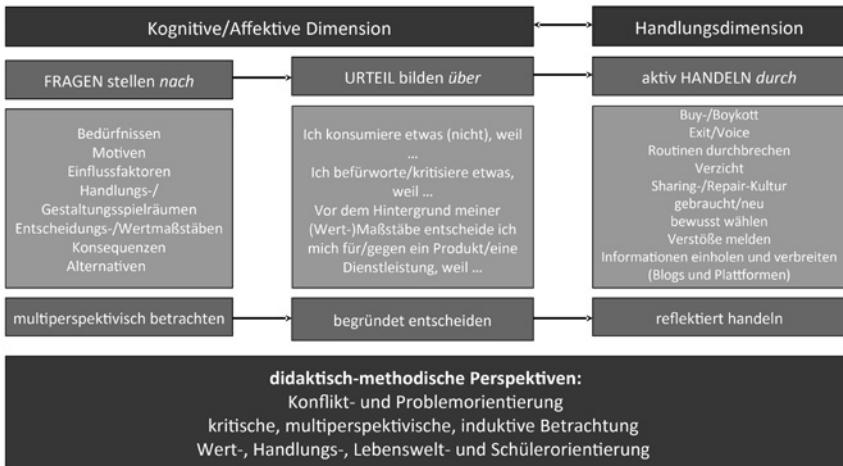 Kognitive/Affektive Dimension
Handlungsdimension
FRAGEN stellen nach
URTEIL bilden über
aktiv HANDELN durch
Bedürfnissen
Motiven
Einflussfaktoren
Handlungs-/
Gestaltungsspielräumen
Entscheidungs-/Wertmaßstäben
Konsequenzen
Alternativen
Ich konsumiere etwas (nicht), weil
...
Ich befürworte/kritisiere etwas,
weil ...
Vor dem Hintergrund meiner
(Wert-)Maßstäbe entscheide ich
mich für/gegen ein Produkt/eine
Dienstleistung, weil ...
Buy-/Boykott
Exit/Voice
Routinen durchbrechen
Verzicht
Sharing-/Repair-Kultur
gebraucht/neu
bewusst wählen
Verstöße melden
Informationen einholen und verbreiten
(Blogs und Plattformen)
multiperspektivisch betrachten
begründet entscheiden
reflektiert handeln
didaktisch-methodische Perspektiven:
Konflikt- und Problemorientierung
kritische, multiperspektivische, induktive Betrachtung
Wert-, Handlungs-, Lebenswelt- und Schülerorientierung